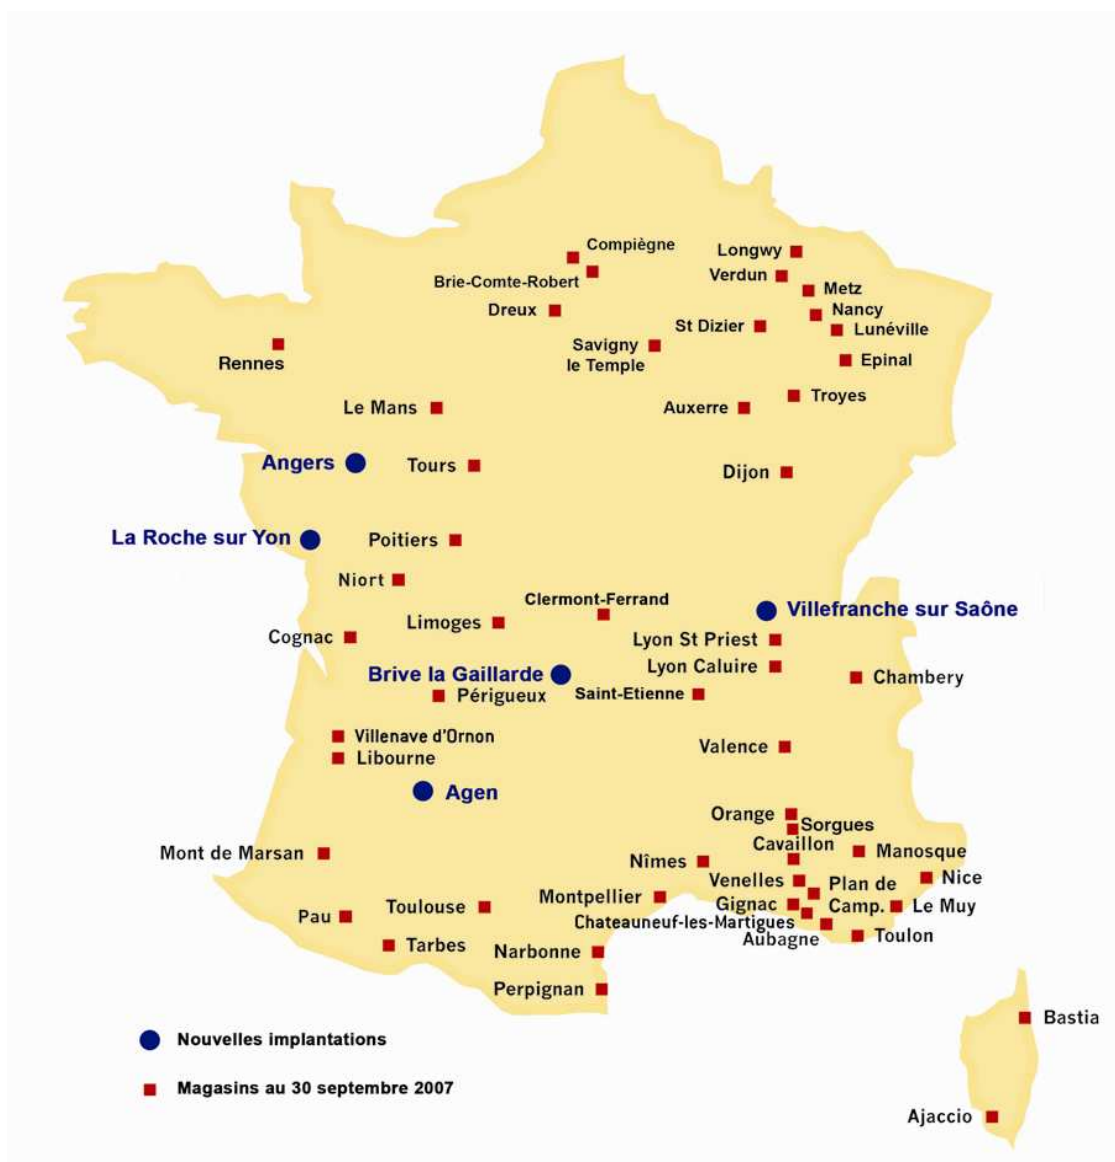 Compiègne
Longwy
Verdun
Brie-Comte-Robert
Metz
Dreux
Nancy
St Dizier
Lunéville
Savigny
le Temple
Rennes
Epinal
Troyes
Le Mans
Auxerre
Angers
Tours
Dijon
La Roche sur Yon
Poitiers
Niort
Clermont-Ferrand
Villefranche sur Saône
Limoges
Cognac
Lyon St Priest
Lyon Caluire
Brive la Gaillarde
Chambery
Périgueux
Saint-Etienne
Villenave d'Ornon
Valence
Libourne
Agen
Orange
Sorgues
Cavaillon
Mont de Marsan
Manosque
Nîmes
Venelles
Nice
Plan de
Camp.
Montpellier
Gignac
Le Muy
Toulouse
Pau
Chateauneuf-les-Martigues
Aubagne
Toulon
Tarbes
Narbonne
Perpignan
Bastia
Nouvelles implantations
Magasins au 30 septembre 2007
Ajaccio